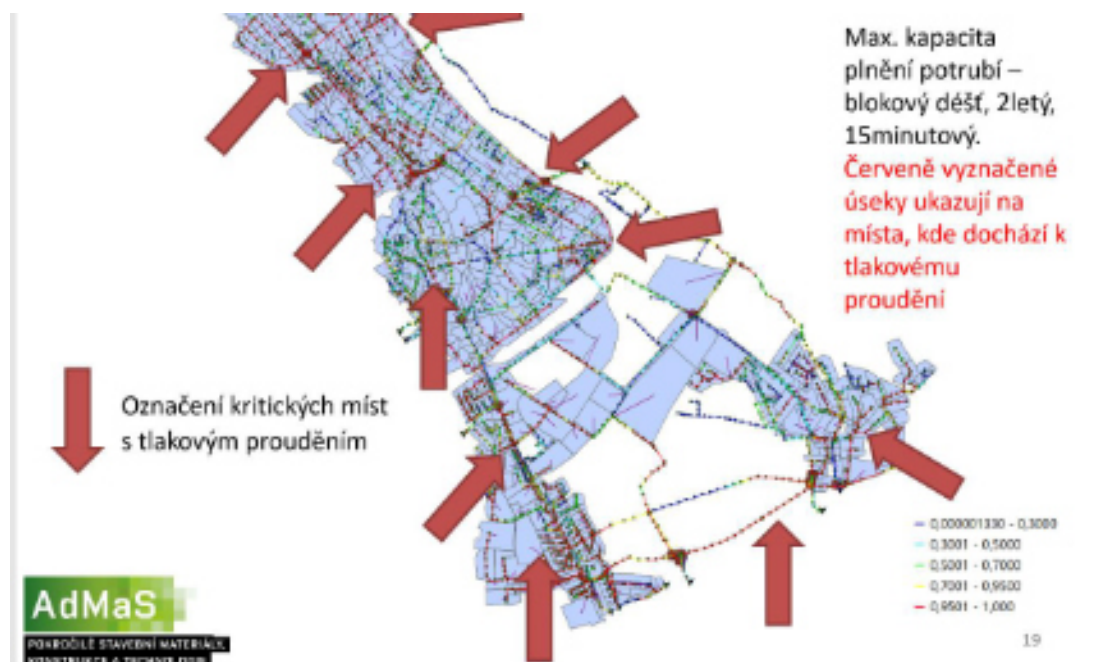 Max. kapacita
plnění potrubí –
blokový déšť, 2letý,
15minutový.
Červeně vyznačené
úseky ukazují na
místa, kde dochází k
tlakovému
proudění
Označení kritických míst
s tlakovým prouděním
0,000001330 - 0,3000
0,3001 - 0,5000
0,5001 - 0,7000
0,7001 - 0,9500
0,9501 - 1,000
AdMaS
POKROČILÉ STAVEBNÍ MATERIÁLY,
KONSTRUKCE A TECHNOLOGIE
19